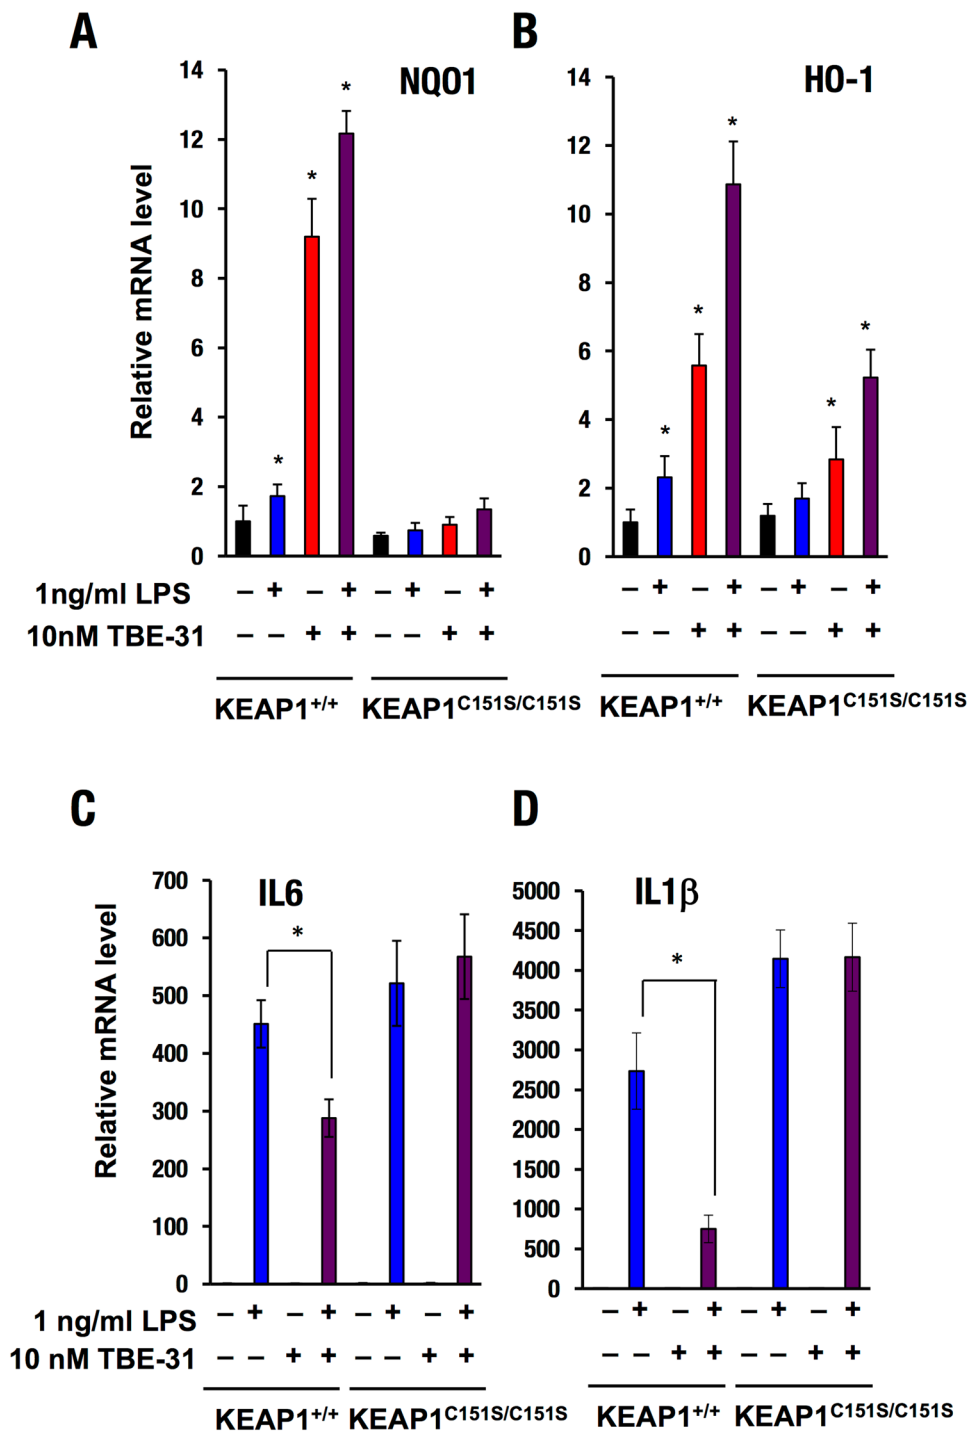 A
NQO1
Relative mRNA level
14
12
10
8
6
4
2
0
* * *
1ng/ml LPS – + – + – + – +
10nM TBE-31 – – + + – – + +
KEAP1+/+ KEAP1C151S/C151S
B
HO-1
14
12
10
8
6
4
2
0
* * * * *
– + – + – + – +
– – + + – – + +
KEAP1+/+ KEAP1C151S/C151S
C
IL6
Relative mRNA level
700
600
500
400
300
200
100
0
*
1 ng/ml LPS – + – + – + – +
10 nM TBE-31 – – + + – – + +
KEAP1+/+ KEAP1C151S/C151S
D
IL1β
5000
4500
4000
3500
3000
2500
2000
1500
1000
500
0
*
– + – + – + – +
– – + + – – + +
KEAP1+/+ KEAP1C151S/C151S